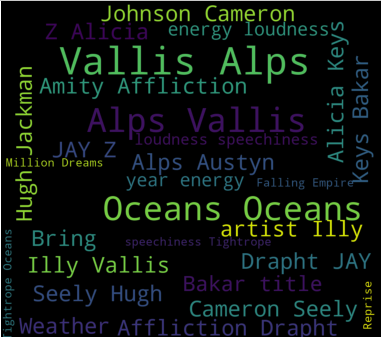 Johnson Cameron
Z Alicia
energy loudness
Vallis Alps
Amity Affliction
Alicia Keys
Keys Bakar
Hugh Jackman
Alps Vallis
loudness speechiness
JAY Z
Million Dreams
Alps Austyn
year energy
Falling Empire
Oceans Oceans
artist Illy
Bring
speechiness Tightrope
Tightrope Oceans
Illy Vallis
Drapht JAY
Bakar title
Seely Hugh
Cameron Seely
Reprise
Weather
Affliction Drapht